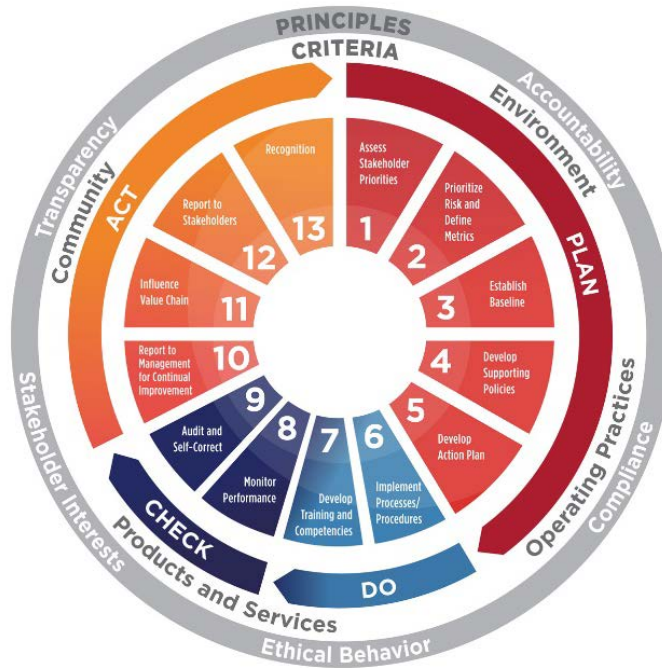 PRINCIPLES
CRITERIA
Accountability
Environment
PLAN
Operating Practices
Compliance
Ethical Behavior
Products and Services
Stakeholder Interests
Community
Transparency
ACT
DO
CHECK
1
Assess
Stakeholder
Priorities
2
Prioritize
Risk and
Define
Metrics
3
Establish
Baseline
4
Develop
Supporting
Policies
5
Develop
Action Plan
6
Implement
Processes/
Procedures
7
Develop
Training and
Competencies
8
Monitor
Performance
9
Audit and
Self-Correct
10
Report to
Management
for Continual
Improvement
11
Influence
Value Chain
12
Report to
Stakeholders
13
Recognition